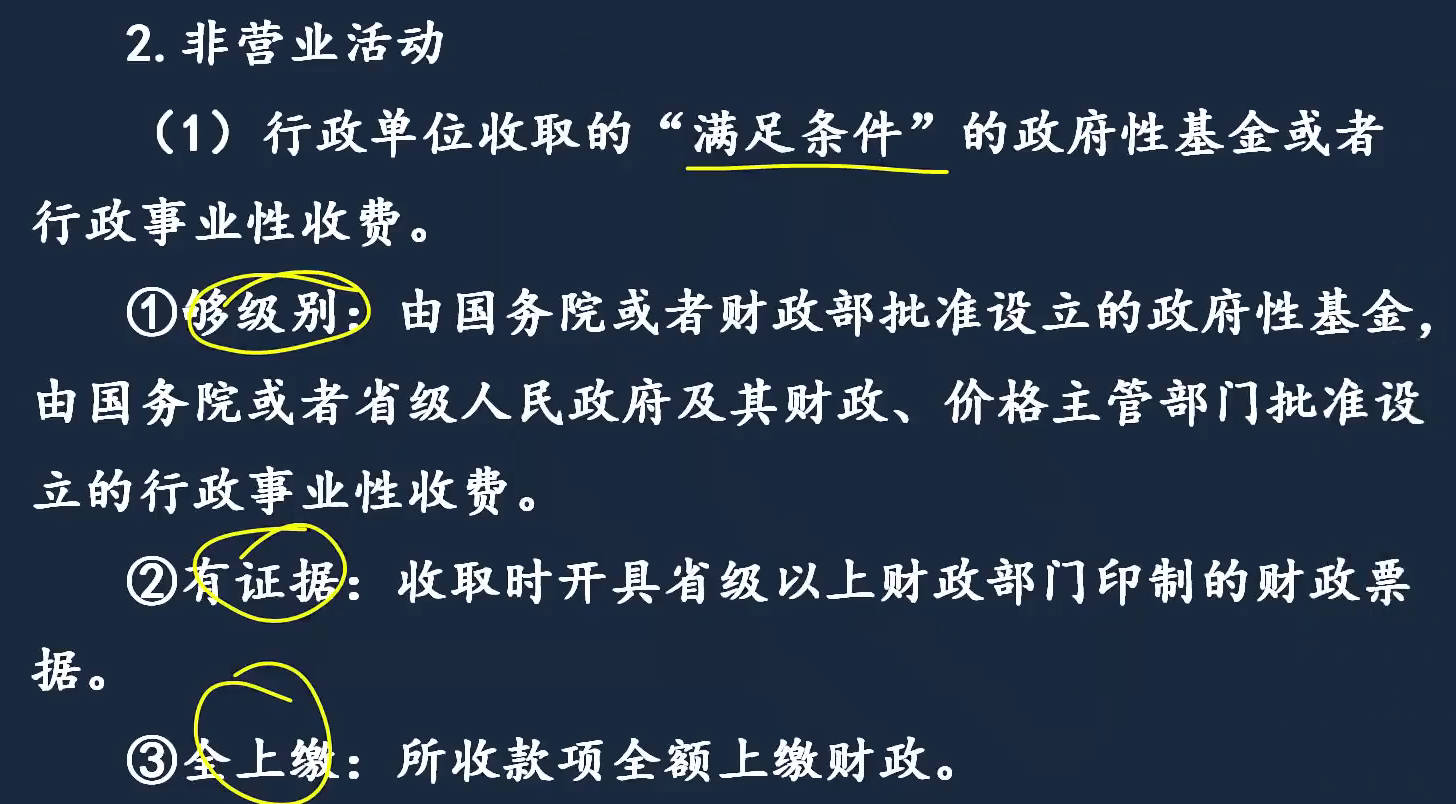 2.非营业活动
（1）行政单位收取的“满足条件”的政府性基金或者
行政事业性收费。
①够级别：由国务院或者财政部批准设立的政府性基金，
由国务院或者省级人民政府及其财政、价格主管部门批准设
立的行政事业性收费。
②有证据：收取时开具省级以上财政部门印制的财政票
据。
③全上缴：所收款项全额上缴财政。